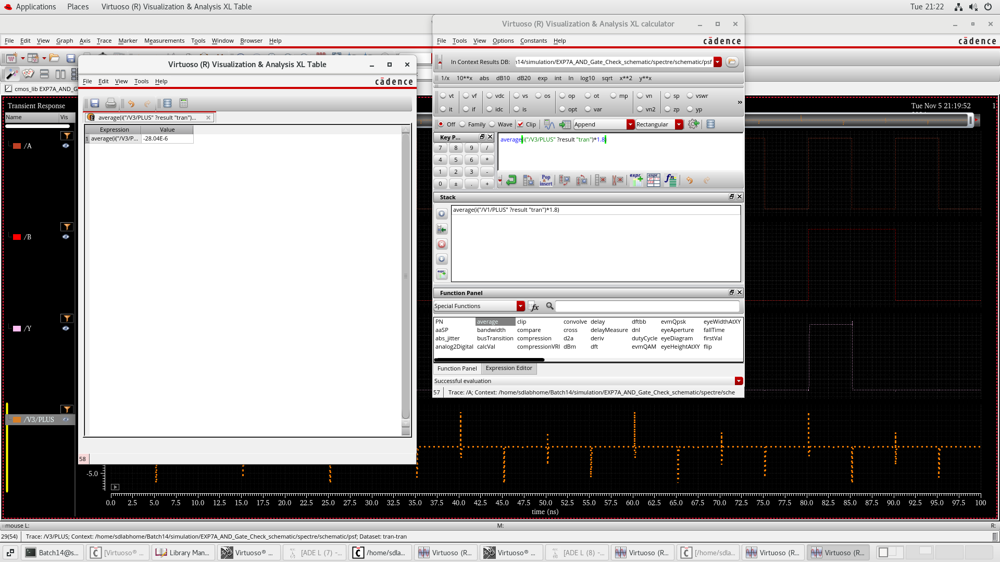 Applications Places Virtuoso (R) Visualization & Analysis XL Table Tue 21:22
Virtuoso (R) Visualization & Analysis XL calculator
File Edit View Graph Axis Trace Marker Measurements Tools Window Browser Help
File Tools View Options Constants Help cādence
cādence
Virtuoso (R) Visualization & Analysis XL Table
File Edit View Tools Help cādence
average(i("/V3/PLUS" ?result "tran")...
Expression Value
1 average(i("/V3/P... -28.04E-6
58
cmos_lib EXP7A_AND_G
Transient Response
Name Vis
/A
/B
/Y
/V3/PLUS
In Context Results DB: 14/simulation/EXP7A_AND_Gate_Check_schematic/spectre/schematic/psf
1/x 10**x abs dB10 dB20 exp int ln log10 sqrt x**2 y**x
vt vf vdc vs os op ot mp vn sp vswr
it if idc is opt var vn2 zp yp
»
Off Family Wave Clip Append Rectangular
Key P...
7 8 9 /
4 5 6 *
1 2 3 -
0 ± . +
average(i("/V3/PLUS" ?result "tran")*1.8)
Pop insert
expr
expr
fn
Stack
average(i("/V1/PLUS" ?result "tran")*1.8)
expr
Function Panel
Special Functions fx
PN average clip convolve delay dftbb evmQpsk eyeWidthAtXY
aaSP bandwidth compare cross delayMeasure dnl eyeAperture fallTime
abs_jitter busTransition compression d2a deriv dutyCycle eyeDiagram firstVal
analog2Digital calcVal compressionVRI dBm dft evmQAM eyeHeightAtXY flip
Function Panel Expression Editor
Successful evaluation
57 Trace: /A; Context: /home/sdlabhome/Batch14/simulation/EXP7A_AND_Gate_Check_schematic/spectre/sche
Tue Nov 5 21:19:52 1
-5.0
0.0 2.5 5.0 7.5 10.0 12.5 15.0 17.5 20.0 22.5 25.0 27.5 30.0 32.5 35.0 37.5 40.0 42.5 45.0 47.5 50.0 52.5 55.0 57.5 60.0 62.5 65.0 67.5 70.0 72.5 75.0 77.5 80.0 82.5 85.0 87.5 90.0 92.5 95.0 97.5 100
time (ns)
mouse L: M: R:
29(54) Trace: /V3/PLUS; Context: /home/sdlabhome/Batch14/simulation/EXP7A_AND_Gate_Check_schematic/spectre/schematic/psf; Dataset: tran-tran
Batch14@s... [Virtuoso® ... Library Man... Virtuoso® ... [ADE L (7) -... /home/sdla... Virtuoso (R... Virtuoso® ... [ADE L (8) -... Virtuoso (R... [/home/sdla... Virtuoso (R... Virtuoso (R...